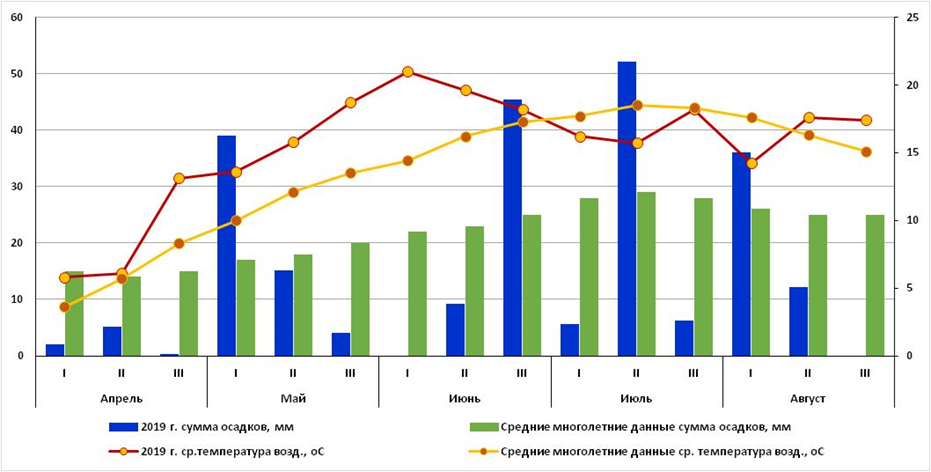 60
50
40
30
20
10
0
25
20
15
10
5
0
I II III I II III I II III I II III I II III
Апрель Май Июнь Июль Август
2019 г. сумма осадков, мм
Средние многолетние данные сумма осадков, мм
2019 г. ср.температура возд., оС
Средние многолетние данные ср. температура возд., оС